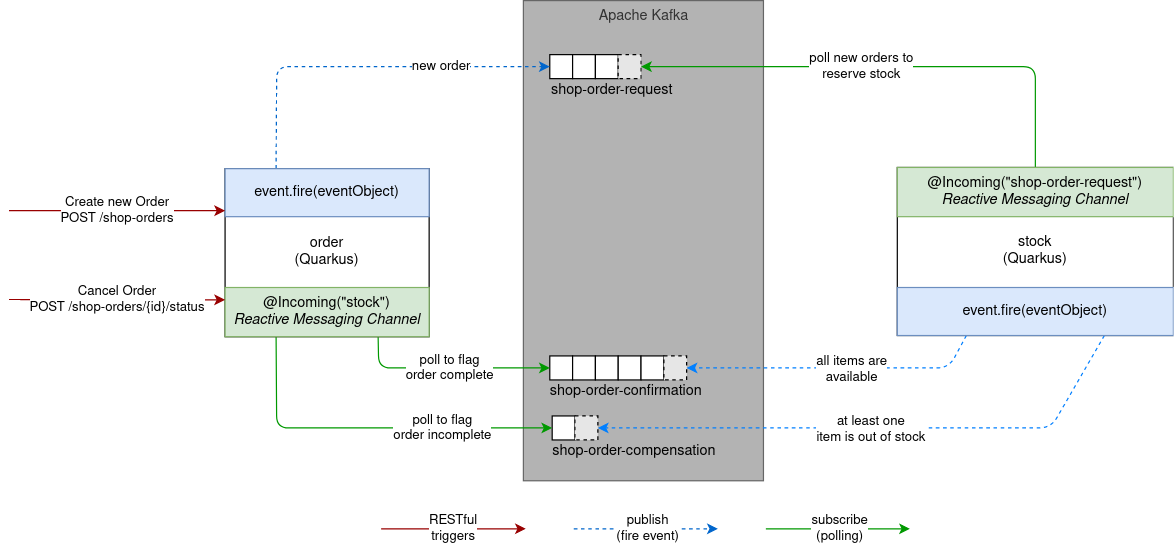 Apache Kafka
new order
shop-order-request
poll new orders to
reserve stock
event.fire(eventObject)
Create new Order
POST /shop-orders
order
(Quarkus)
Cancel Order
POST /shop-orders/{id}/status
@Incoming("stock")
Reactive Messaging Channel
@Incoming("shop-order-request")
Reactive Messaging Channel
stock
(Quarkus)
event.fire(eventObject)
poll to flag
order complete
shop-order-confirmation
all items are
available
poll to flag
order incomplete
shop-order-compensation
at least one
item is out of stock
RESTful
triggers
publish
(fire event)
subscribe
(polling)